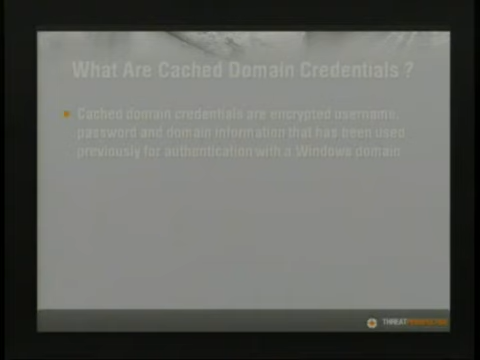 What Are Cached Domain Credentials ?
Cached domain credentials are encrypted username,
password and domain information that has been used
previously for authentication with a Windows domain
THREATPERSPECTIVE